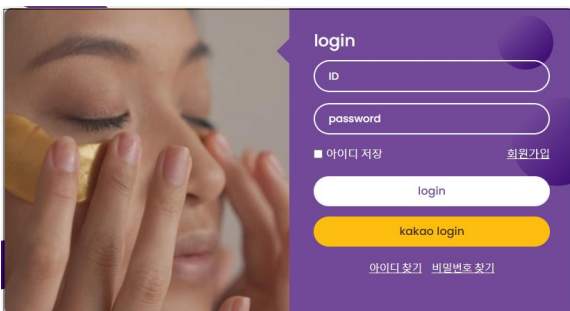 login
ID
password
아이디 저장 회원가입
login
kakao login
아이디 찾기 비밀번호 찾기